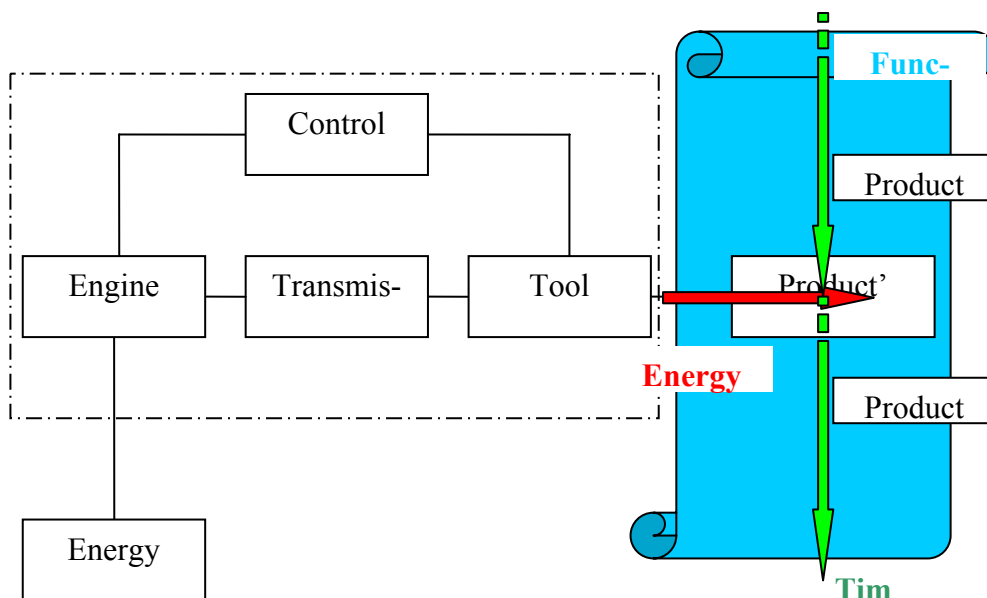 Func-
Control
Product
Engine
Transmis-
Tool
Product’
Energy
Product
Energy
Tim